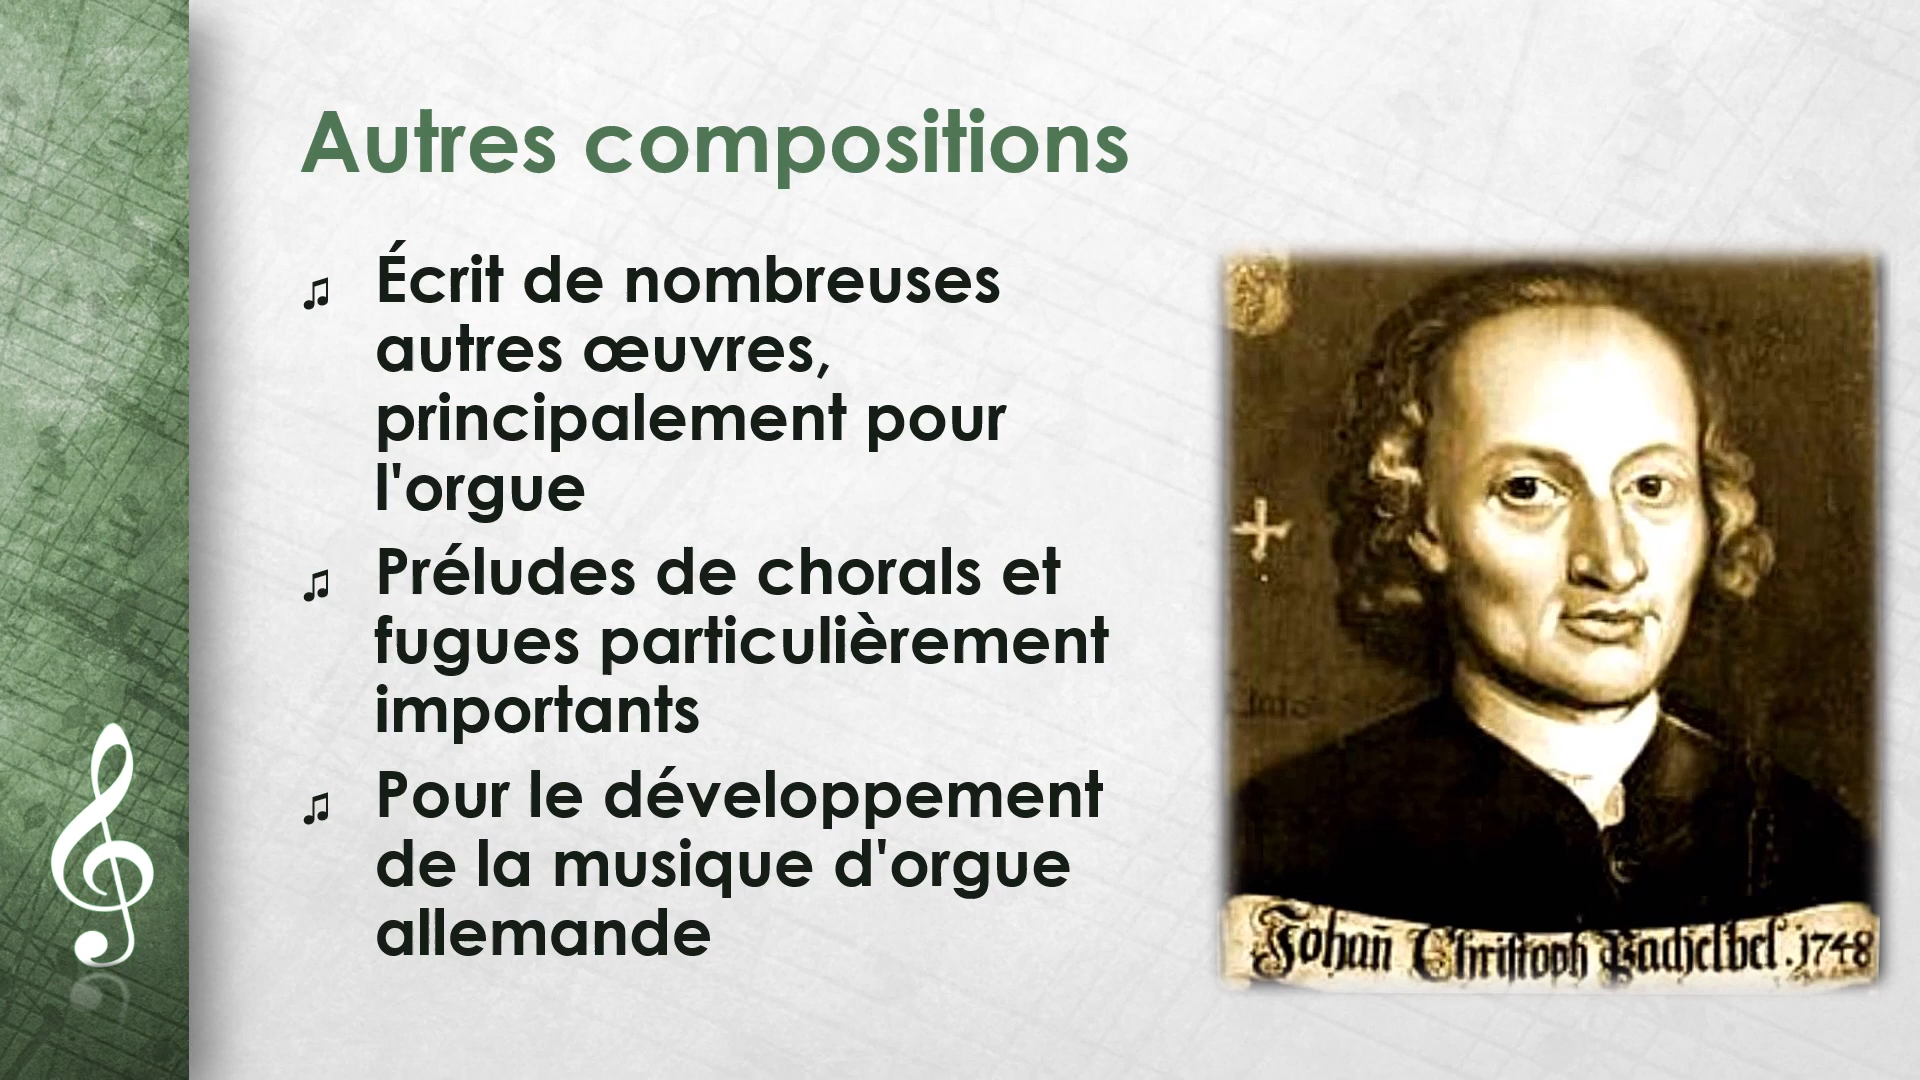 Autres compositions
♫ Écrit de nombreuses
autres œuvres,
principalement pour
l'orgue
♫ Préludes de chorals et
fugues particulièrement
importants
♫ Pour le développement
de la musique d'orgue
allemande
Johañ Christoph Pachelbel. 1748